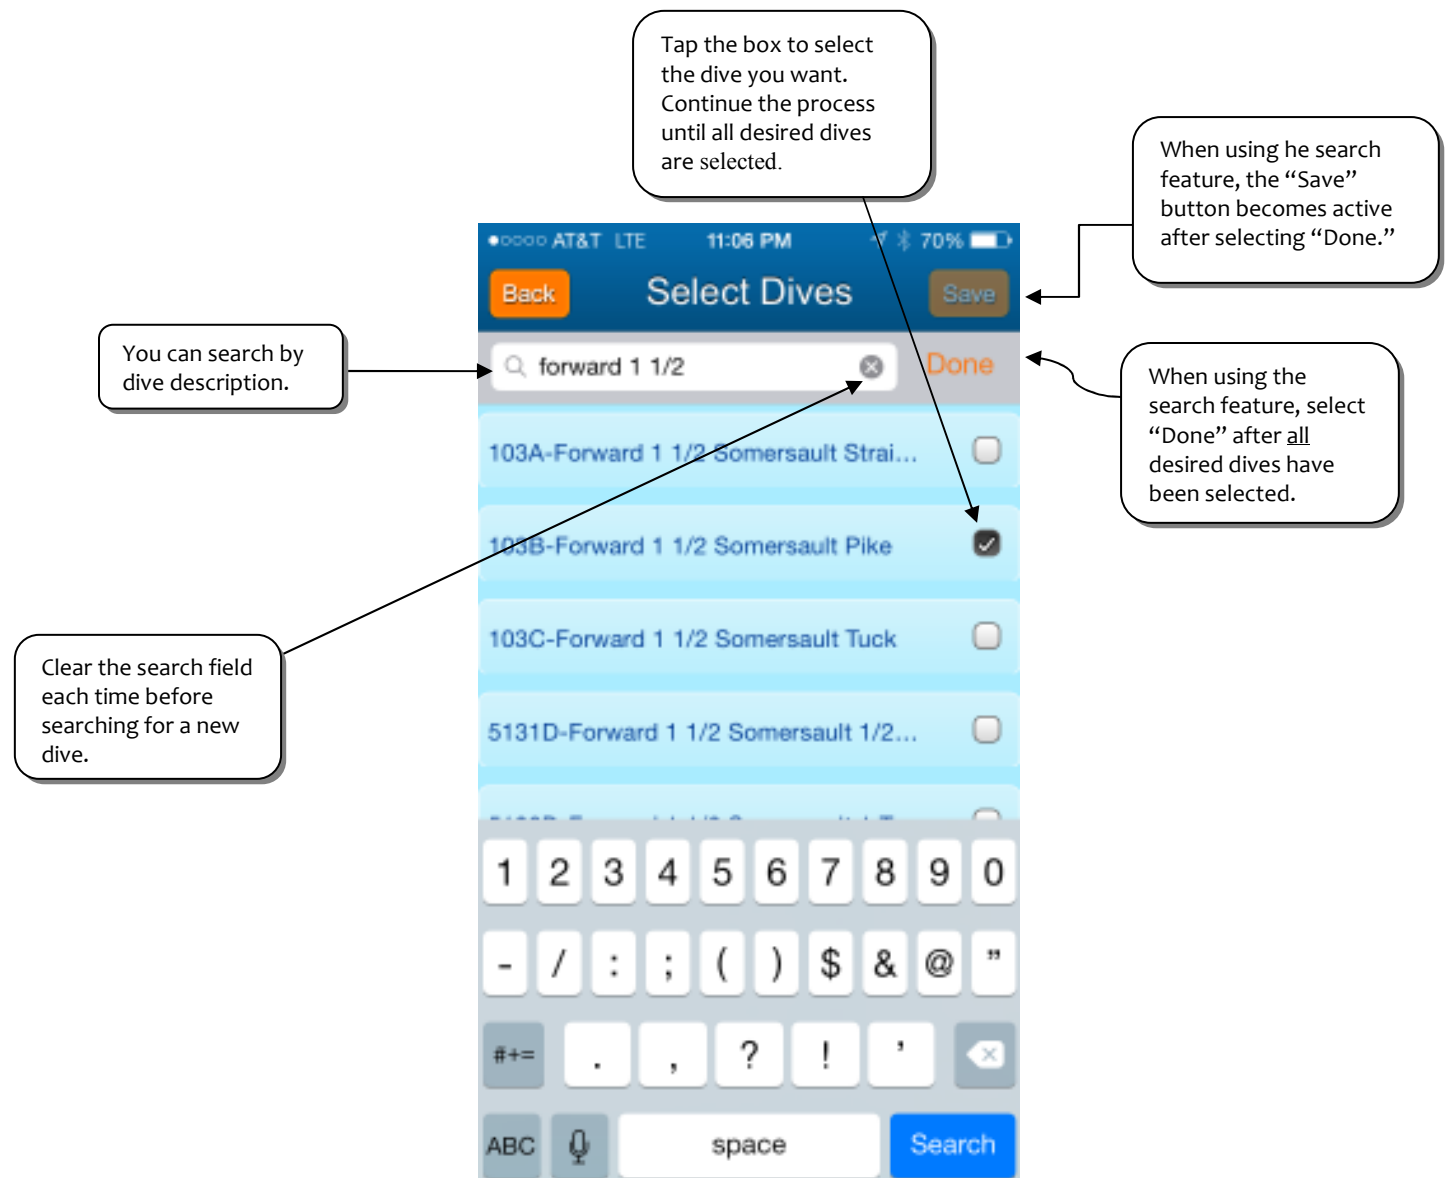 Tap the box to select
the dive you want.
Continue the process
until all desired dives
are selected.
When using he search
feature, the “Save”
button becomes active
after selecting “Done.”
AT&T LTE 11:06 PM 70%
Back Select Dives Save
You can search by
dive description.
forward 1 1/2 Done
When using the
search feature, select
“Done” after all
desired dives have
been selected.
103A-Forward 1 1/2 Somersault Strai...
103B-Forward 1 1/2 Somersault Pike
103C-Forward 1 1/2 Somersault Tuck
Clear the search field
each time before
searching for a new
dive.
5131D-Forward 1 1/2 Somersault 1/2...
1 2 3 4 5 6 7 8 9 0
- / : ; ( ) $ & @ "
#+= . , ? ! '
ABC space Search